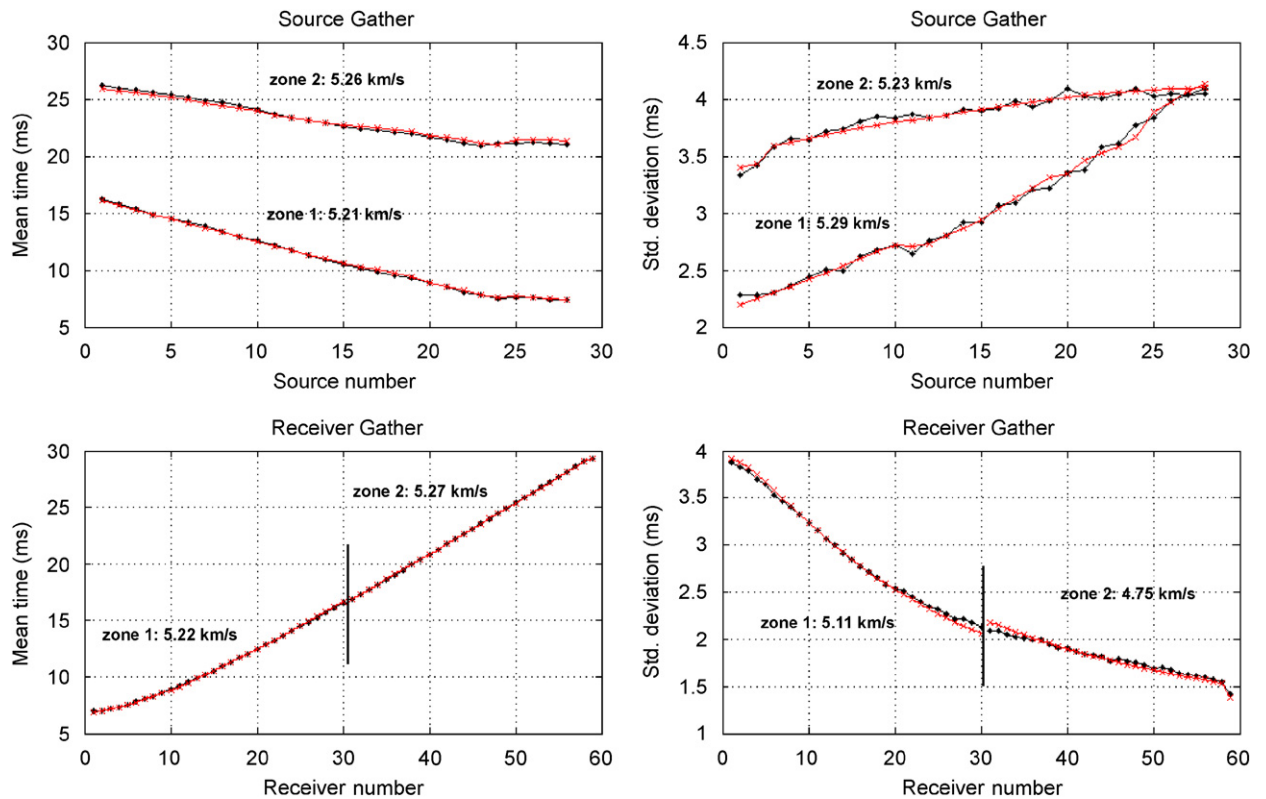 Source Gather
30
25
20
15
10
5
Mean time (ms)
zone 2: 5.26 km/s
zone 1: 5.21 km/s
0 5 10 15 20 25 30
Source number
Source Gather
4.5
4
3.5
3
2.5
2
Std. deviation (ms)
zone 2: 5.23 km/s
zone 1: 5.29 km/s
0 5 10 15 20 25 30
Source number
Receiver Gather
30
25
20
15
10
5
Mean time (ms)
zone 2: 5.27 km/s
zone 1: 5.22 km/s
0 10 20 30 40 50 60
Receiver number
Receiver Gather
4
3.5
3
2.5
2
1.5
1
Std. deviation (ms)
zone 2: 4.75 km/s
zone 1: 5.11 km/s
0 10 20 30 40 50 60
Receiver number